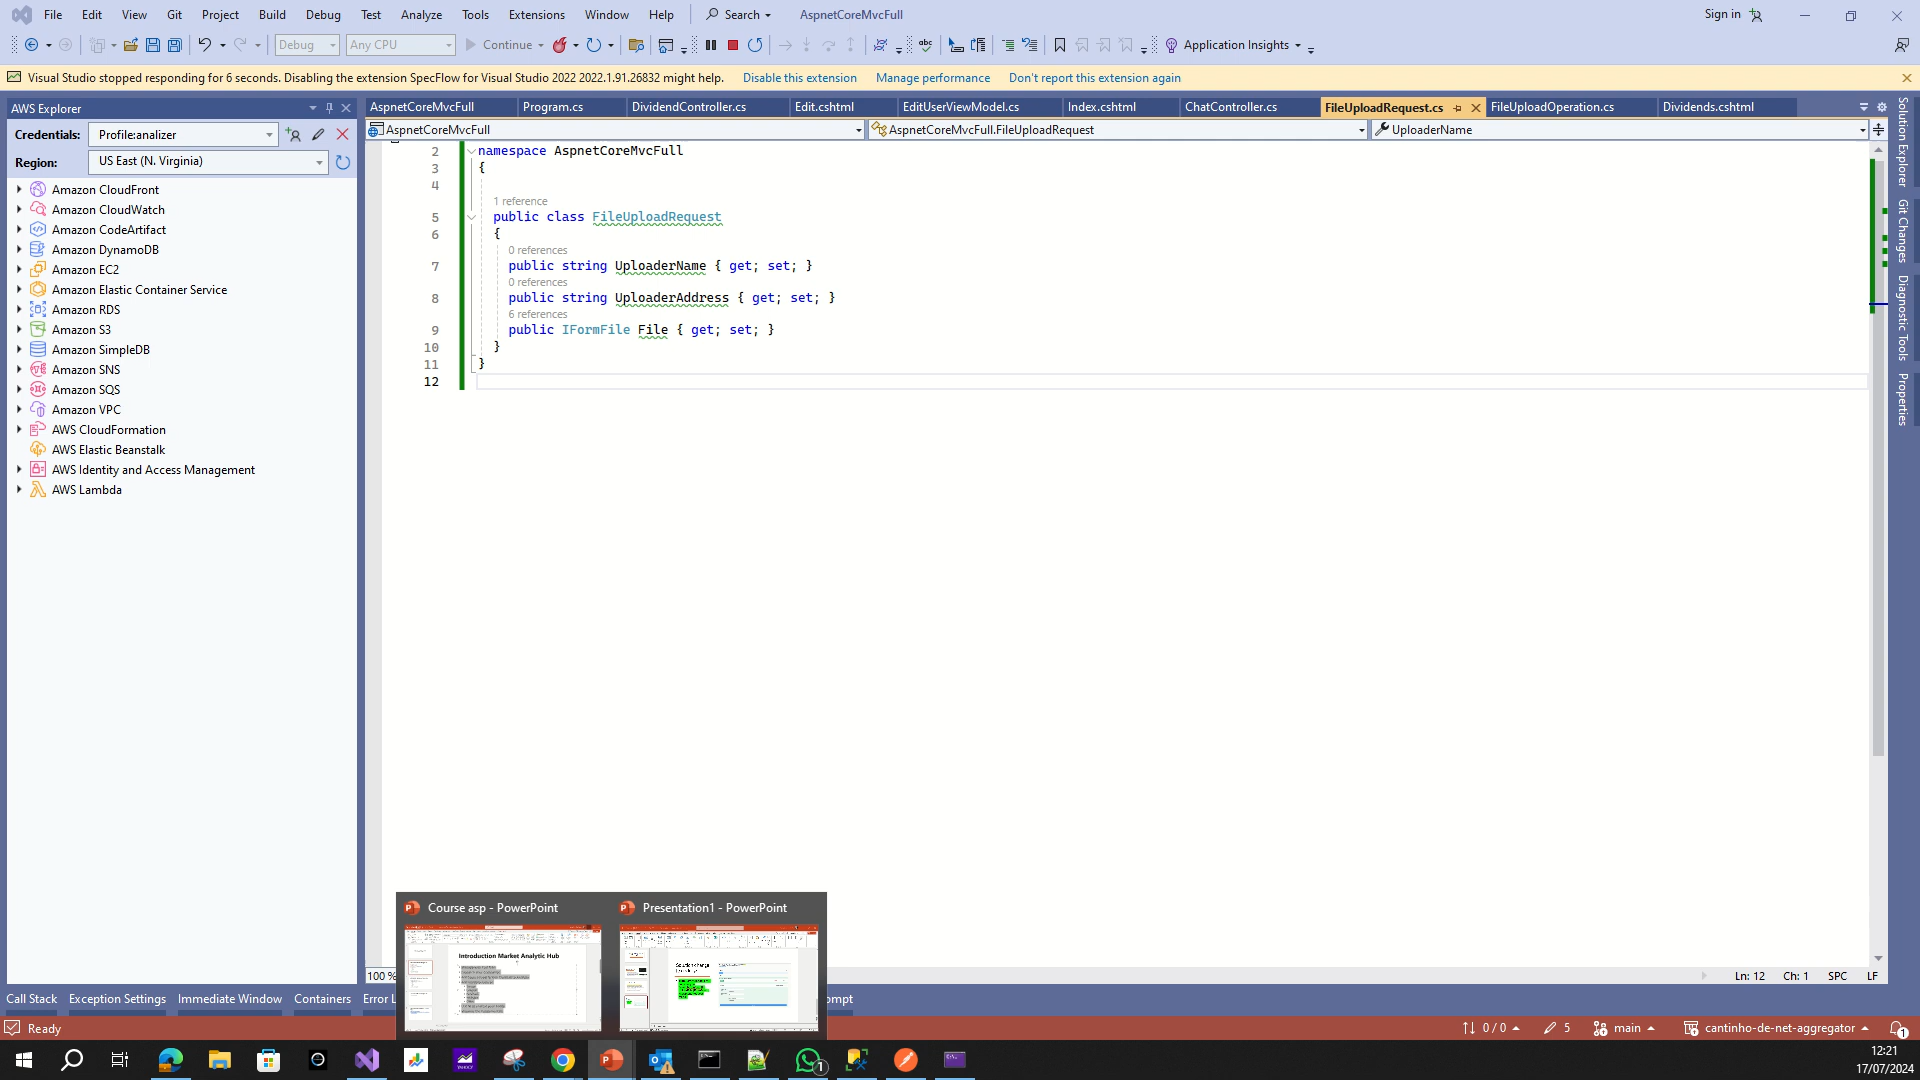 File Edit View Git Project Build Debug Test Analyze Tools Extensions Window Help Search AspnetCoreMvcFull Sign in
Debug Any CPU Continue Application Insights
Visual Studio stopped responding for 6 seconds. Disabling the extension SpecFlow for Visual Studio 2022 2022.1.91.26832 might help. Disable this extension Manage performance Don't report this extension again
AWS Explorer
AspnetCoreMvcFull Program.cs DividendController.cs Edit.cshtml EditUserViewModel.cs Index.cshtml ChatController.cs FileUploadRequest.cs FileUploadOperation.cs Dividends.cshtml
Credentials: Profile:analizer
AspnetCoreMvcFull AspnetCoreMvcFull.FileUploadRequest UploaderName
Region: US East (N. Virginia)
Amazon CloudFront
Amazon CloudWatch
Amazon CodeArtifact
Amazon DynamoDB
Amazon EC2
Amazon Elastic Container Service
Amazon RDS
Amazon S3
Amazon SimpleDB
Amazon SNS
Amazon SQS
Amazon VPC
AWS CloudFormation
AWS Elastic Beanstalk
AWS Identity and Access Management
AWS Lambda
2 namespace AspnetCoreMvcFull
3 {
4
1 reference
5 public class FileUploadRequest
6 {
0 references
7 public string UploaderName { get; set; }
0 references
8 public string UploaderAddress { get; set; }
6 references
9 public IFormFile File { get; set; }
10 }
11 }
12
Solution Explorer
Git Changes
Diagnostic Tools
Properties
Course asp - PowerPoint Presentation1 - PowerPoint
Introduction Market Analytic Hub
100 % Ln: 12 Ch: 1 SPC LF
Call Stack Exception Settings Immediate Window Containers Error L ompt
Ready 0 / 0 5 main cantinho-de-net-aggregator 1
12:21
17/07/2024